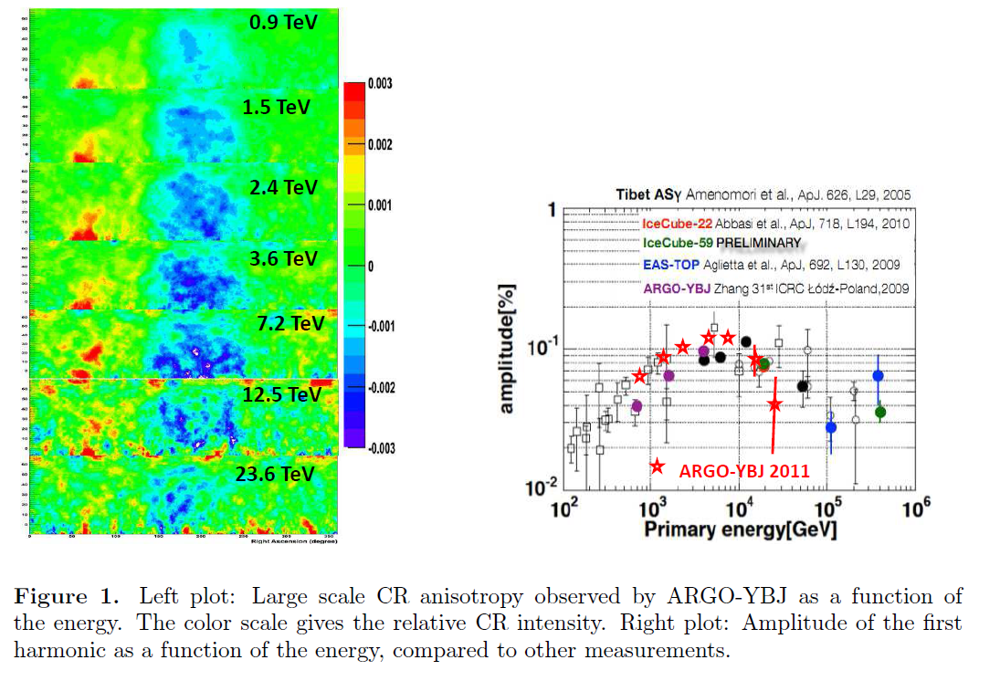 0.9 TeV
1.5 TeV
2.4 TeV
3.6 TeV
7.2 TeV
12.5 TeV
23.6 TeV
Right Ascension (degree)
0.003
0.002
0.001
0
-0.001
-0.002
-0.003
Tibet ASγ Amenomori et al., ApJ. 626, L29, 2005
IceCube-22 Abbasi et al., ApJ, 718, L194, 2010
IceCube-59 PRELIMINARY
EAS-TOP Aglietta et al., ApJ, 692, L130, 2009
ARGO-YBJ Zhang 31st ICRC Łódź-Poland,2009
amplitude[%]
1
10-1
10-2
ARGO-YBJ 2011
102 103 104 105 106
Primary energy[GeV]
Figure 1. Left plot: Large scale CR anisotropy observed by ARGO-YBJ as a function of
the energy. The color scale gives the relative CR intensity. Right plot: Amplitude of the first
harmonic as a function of the energy, compared to other measurements.